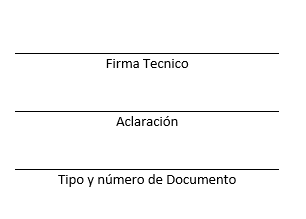 Firma Tecnico
Aclaración
Tipo y número de Documento